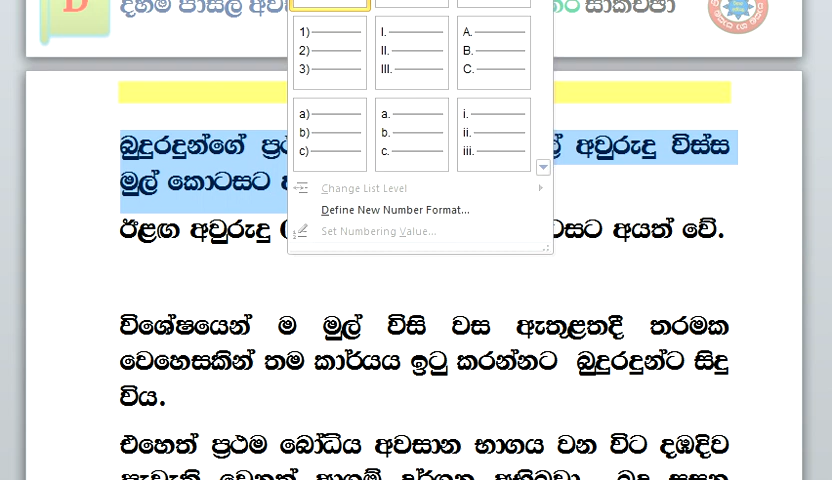 දහම් පාසල්
සාකච්ඡා
1)
2)
3)
I.
II.
III.
A.
B.
C.
a)
b)
c)
a.
b.
c.
i.
ii.
iii.
Change List Level
Define New Number Format...
Set Numbering Value...
බුදුරදුන්ගේ අවුරුදු විස්ස
මුල් කොටසට
ඊළඟ අවුරුදු ( අයත් වේ.
විශේෂයෙන් ම මුල් විසි වස ඇතුළතදී තරමක
වෙහෙසකින් තම කාර්යය ඉටු කරන්නට බුදුරදුන්ට සිදු
විය.
එහෙත් ප්‍රථම බෝධිය අවසාන භාගය වන විට දඹදිව